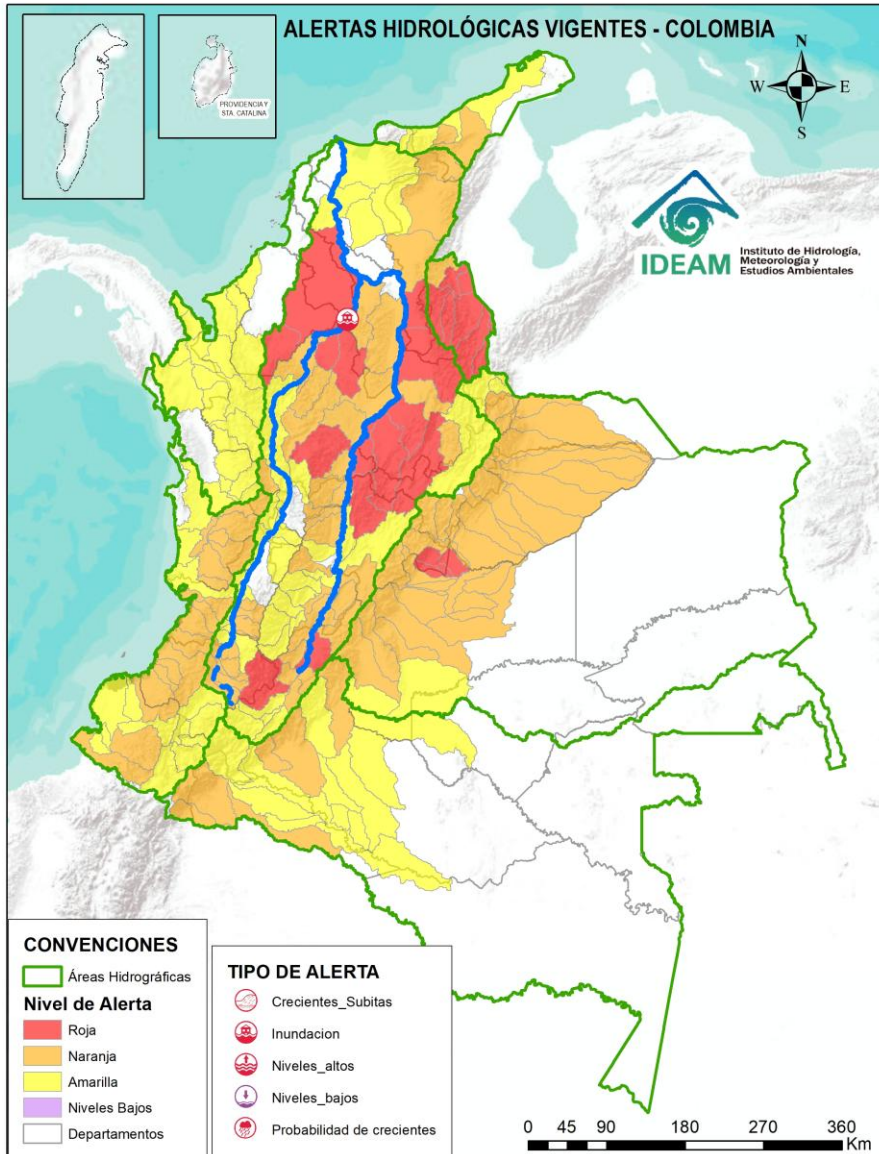 ALERTAS HIDROLÓGICAS VIGENTES - COLOMBIA
PROVIDENCIA Y
STA. CATALINA
N
W
E
S
IDEAM
Instituto de Hidrología,
Meteorología y
Estudios Ambientales
CONVENCIONES
Áreas Hidrográficas
Nivel de Alerta
Roja
Naranja
Amarilla
Niveles Bajos
Departamentos
TIPO DE ALERTA
Crecientes_Subitas
Inundacion
Niveles_altos
Niveles_bajos
Probabilidad de crecientes
0 45 90 180 270 360
Km